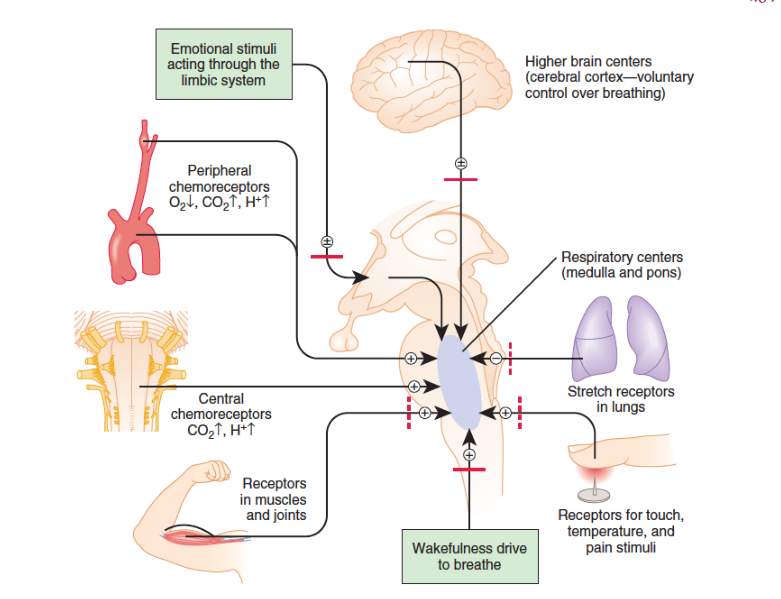 Emotional stimuli
acting through the
limbic system
Higher brain centers
(cerebral cortex—voluntary
control over breathing)
±
Peripheral
chemoreceptors
O₂↓, CO₂↑, H⁺↑
±
Respiratory centers
(medulla and pons)
+
−
+
Stretch receptors
in lungs
Central
chemoreceptors
CO₂↑, H⁺↑
+
+
+
Receptors
in muscles
and joints
Receptors for touch,
temperature, and
pain stimuli
Wakefulness drive
to breathe